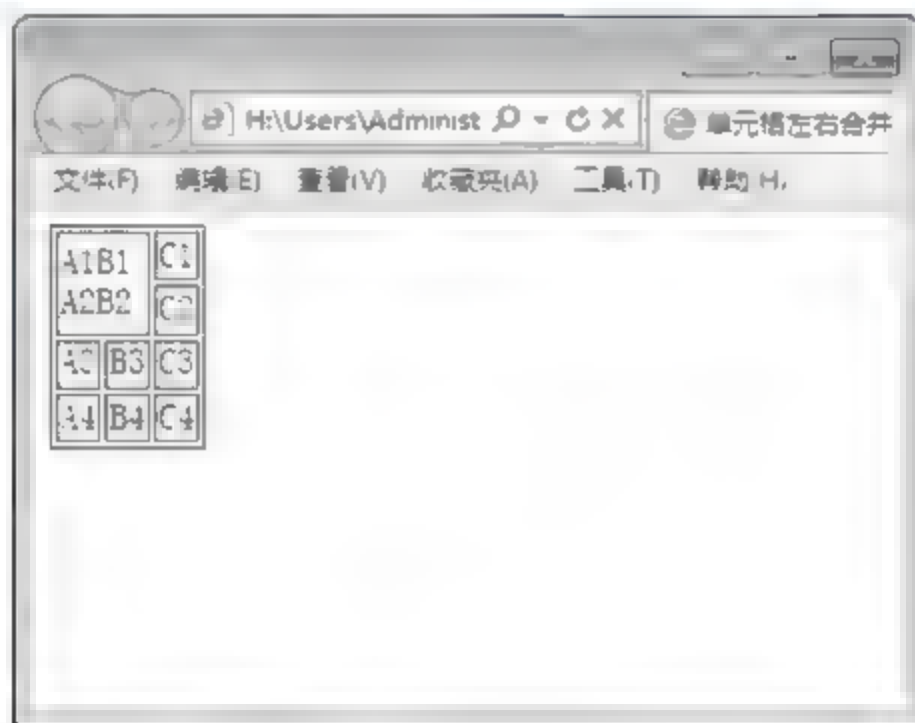 H:\Users\Administ
单元格左右合并
文件(F) 编辑(E) 查看(V) 收藏夹(A) 工具(T) 帮助(H)
A1B1 C1
A2B2 C2
A3 B3 C3
A4 B4 C4